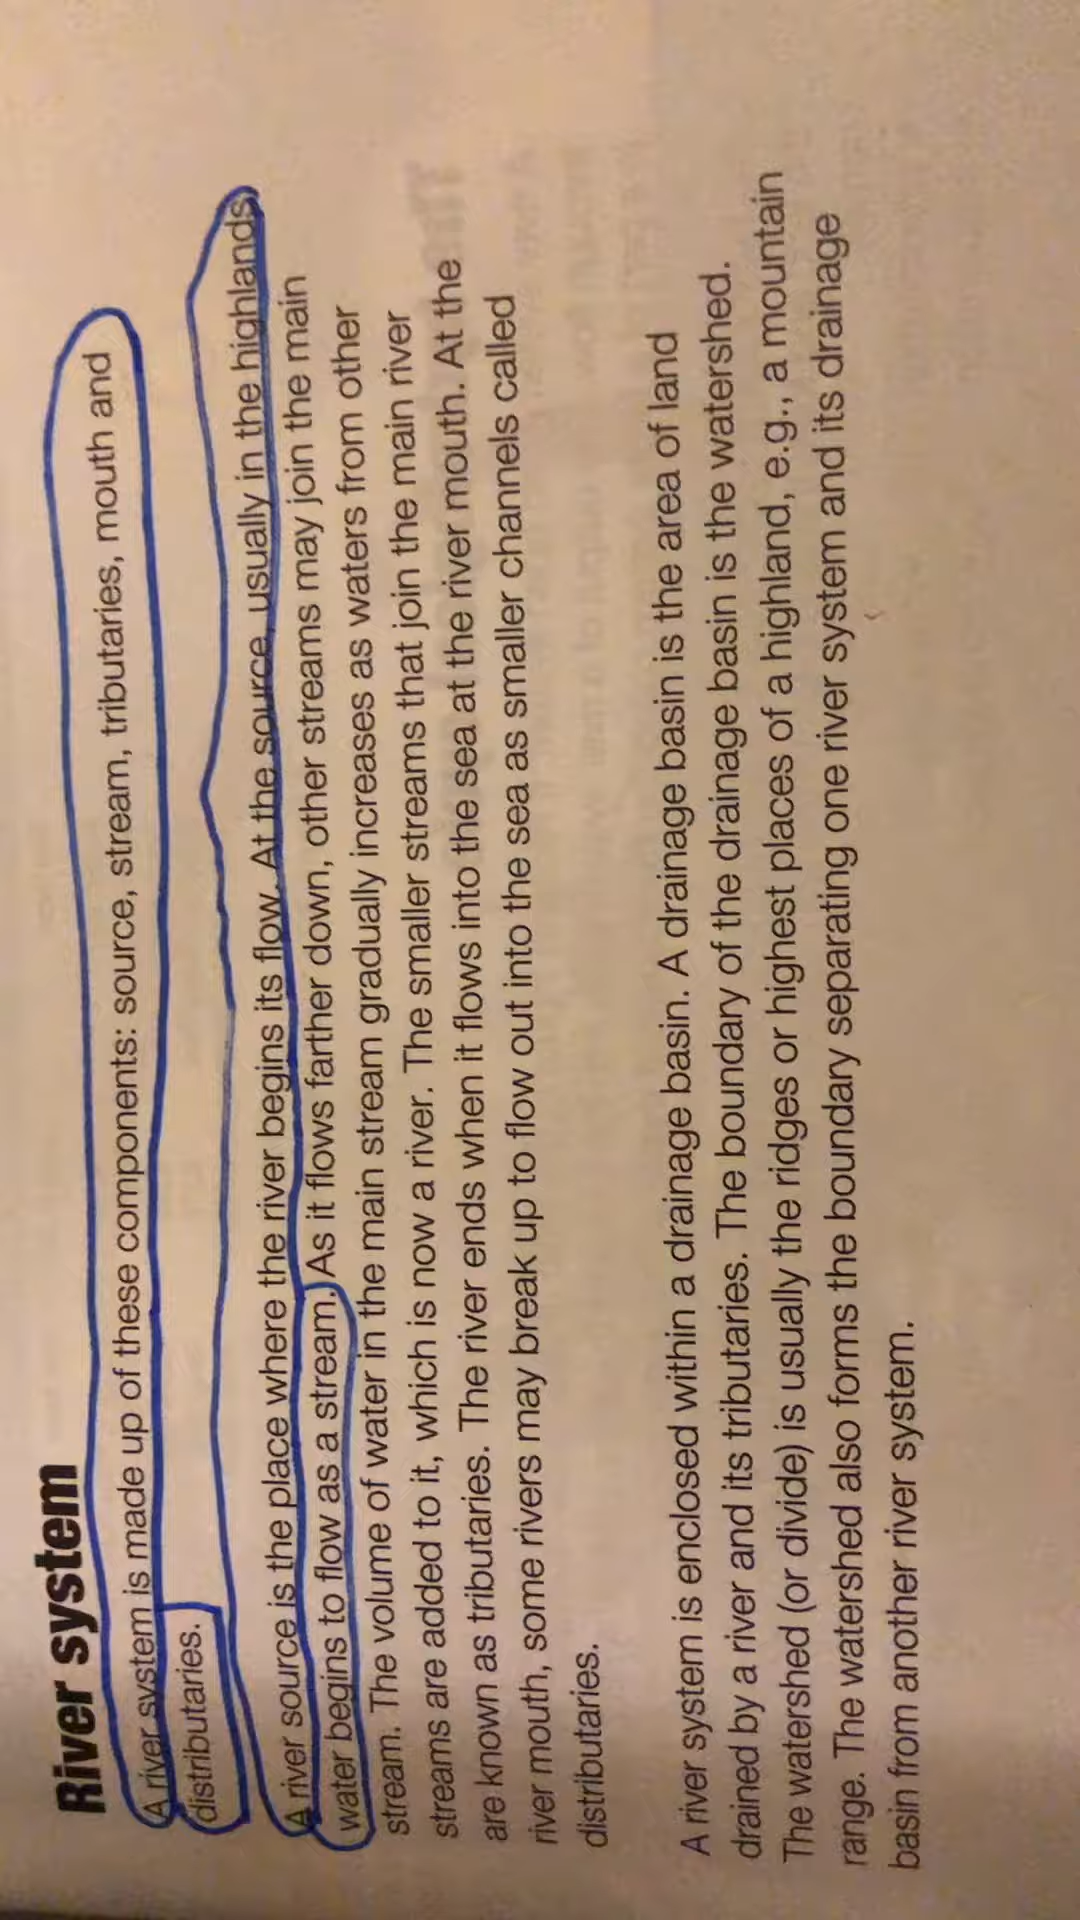 River system
A river system is made up of these components: source, stream, tributaries, mouth and
distributaries.
A river source is the place where the river begins its flow. At the source, usually in the highlands,
water begins to flow as a stream. As it flows farther down, other streams may join the main
stream. The volume of water in the main stream gradually increases as waters from other
streams are added to it, which is now a river. The smaller streams that join the main river
are known as tributaries. The river ends when it flows into the sea at the river mouth. At the
river mouth, some rivers may break up to flow out into the sea as smaller channels called
distributaries.
A river system is enclosed within a drainage basin. A drainage basin is the area of land
drained by a river and its tributaries. The boundary of the drainage basin is the watershed.
The watershed (or divide) is usually the ridges or highest places of a highland, e.g., a mountain
range. The watershed also forms the boundary separating one river system and its drainage
basin from another river system.